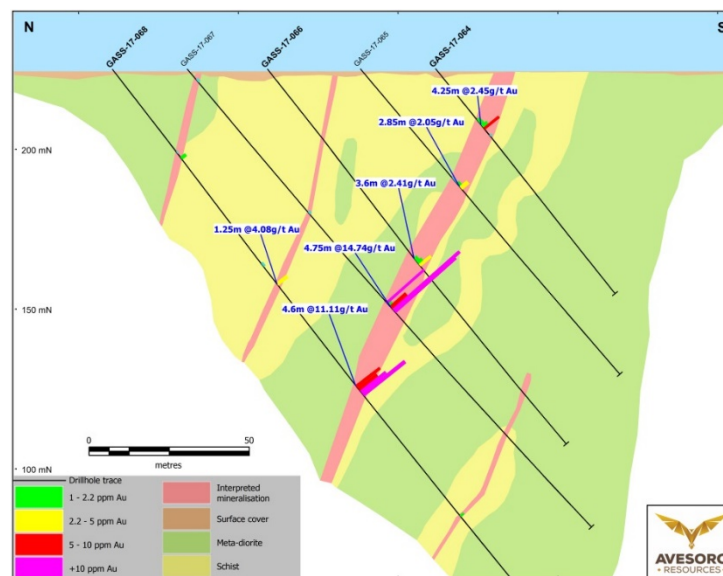 N
S
GASS-17-068
GASS-17-067
GASS-17-066
GASS-17-065
GASS-17-064
4.25m @2.45g/t Au
2.85m @2.05g/t Au
3.6m @2.41g/t Au
1.25m @4.08g/t Au
4.75m @14.74g/t Au
4.6m @11.11g/t Au
200 mN
150 mN
100 mN
0 50
metres
Drillhole trace
1 - 2.2 ppm Au
2.2 - 5 ppm Au
5 - 10 ppm Au
+10 ppm Au
Interpreted
mineralisation
Surface cover
Meta-diorite
Schist
AVESORO
RESOURCES